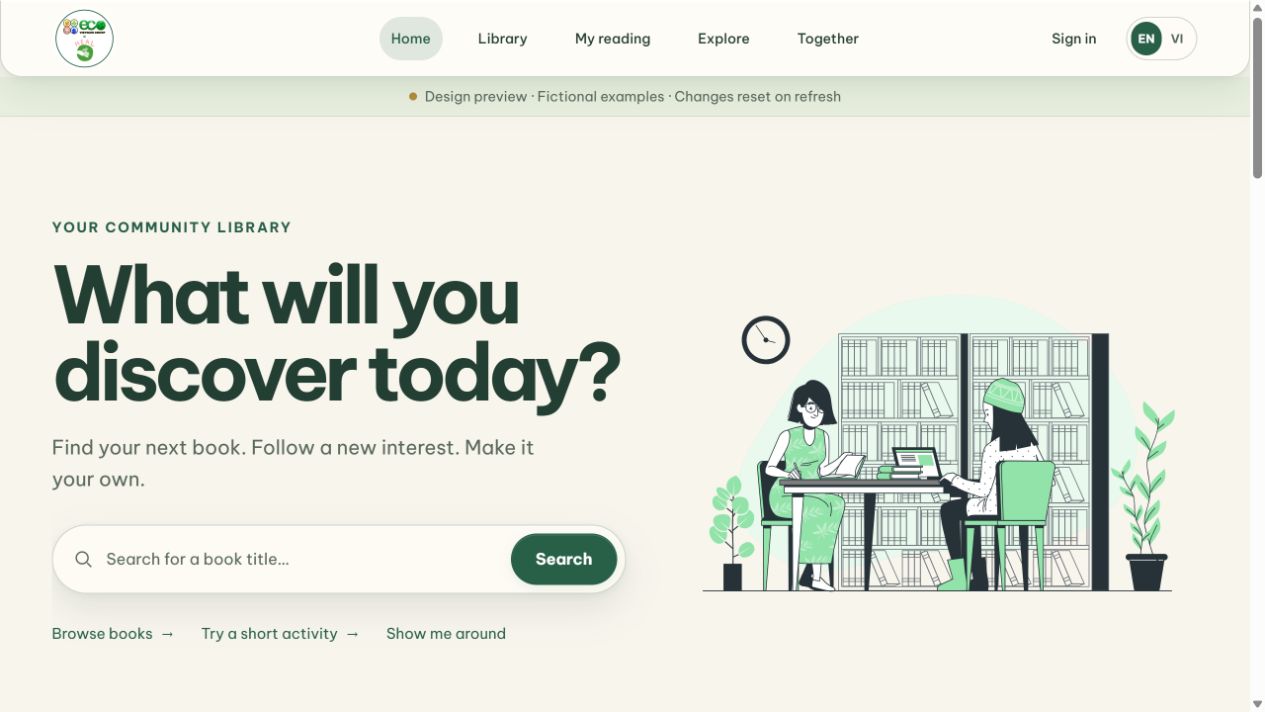 eco
HEAL
Home
Library
My reading
Explore
Together
Sign in
EN
VI
Design preview · Fictional examples · Changes reset on refresh
YOUR COMMUNITY LIBRARY
What will you
discover today?
Find your next book. Follow a new interest. Make it
your own.
Search for a book title...
Search
Browse books →
Try a short activity →
Show me around